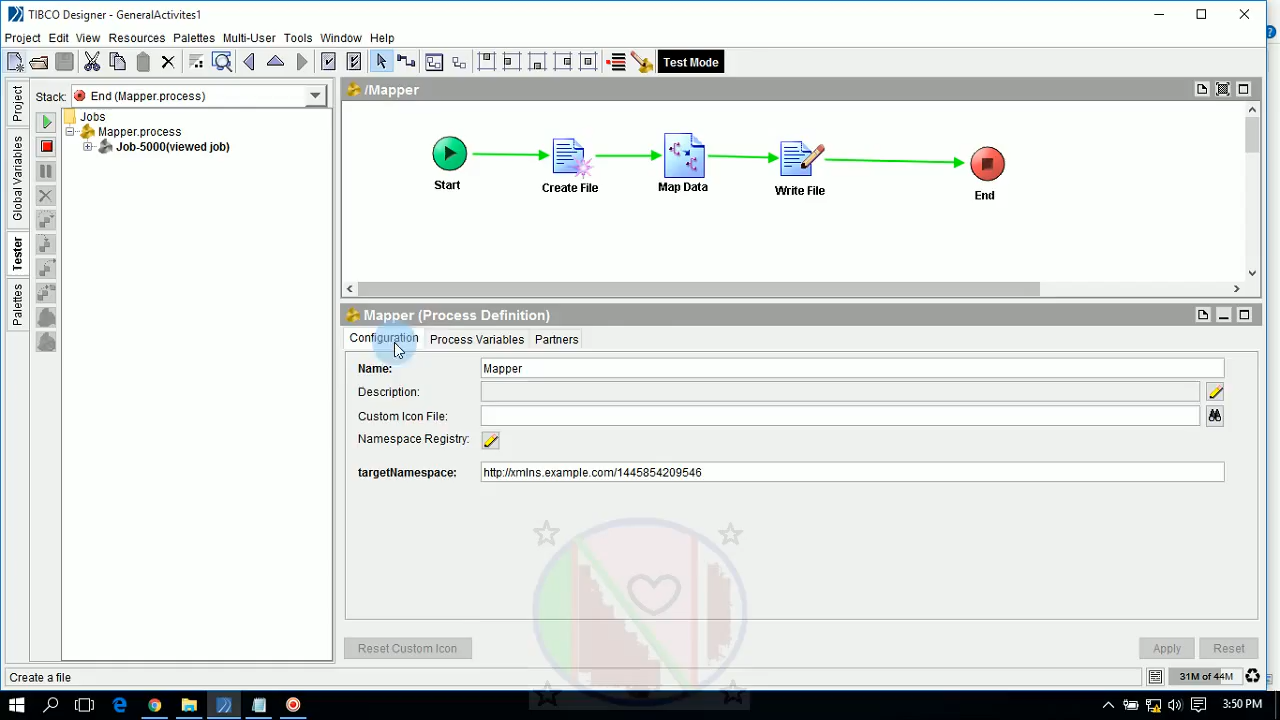 TIBCO Designer - GeneralActivites1
Project Edit View Resources Palettes Multi-User Tools Window Help
Test Mode
Stack: End (Mapper.process)
Jobs
Mapper.process
Job-5000(viewed job)
Project
Global Variables
Tester
Palettes
/Mapper
Start
Create File
Map Data
Write File
End
Mapper (Process Definition)
Configuration Process Variables Partners
Name: Mapper
Description:
Custom Icon File:
Namespace Registry:
targetNamespace: http://xmlns.example.com/1445854209546
Reset Custom Icon Apply Reset
Create a file 31M of 44M
3:50 PM